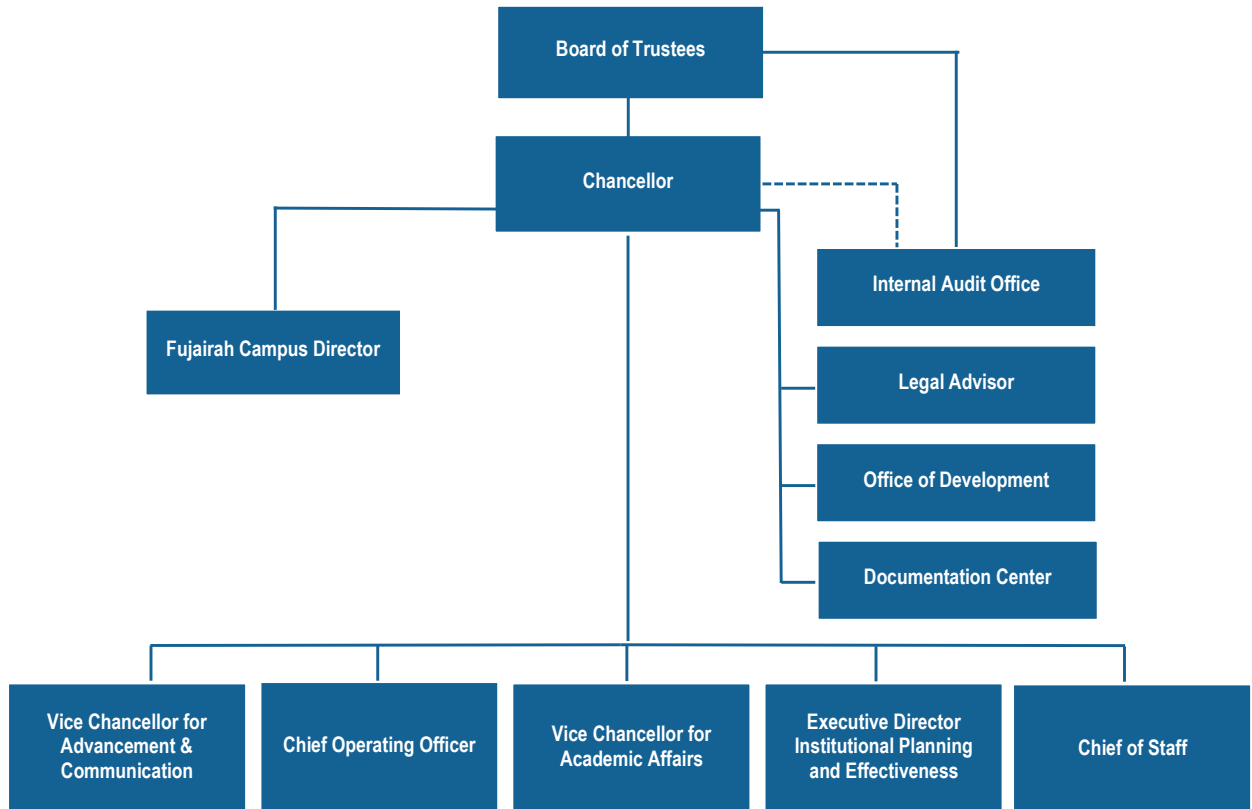 Board of Trustees
Chancellor
Internal Audit Office
Fujairah Campus Director
Legal Advisor
Office of Development
Documentation Center
Vice Chancellor for
Advancement &
Communication
Chief Operating Officer
Vice Chancellor for
Academic Affairs
Executive Director
Institutional Planning
and Effectiveness
Chief of Staff